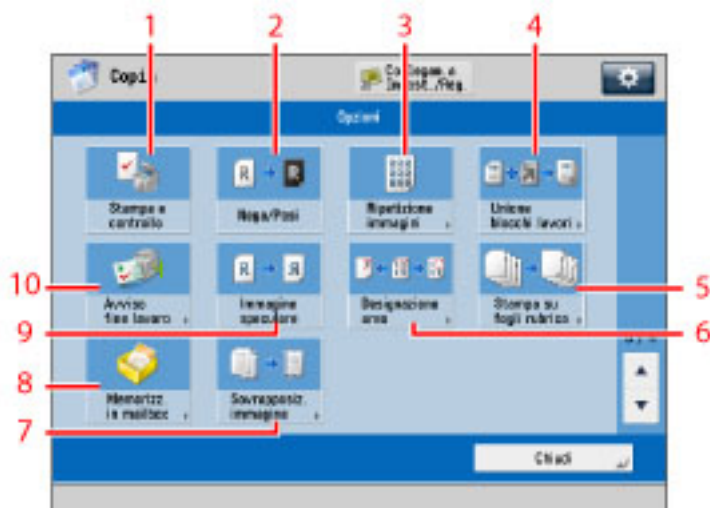 1 2 3 4
Copia
Collegam. a
Impost./Reg.
Opzioni
Stampa e
controllo
Nega/Posi
Ripetizione
immagini
Unione
blocchi lavori
10
Avviso
fine lavoro
Immagine
speculare
Designazione
area
Stampa su
fogli rubrica
5
9
6
8
Memorizz.
in mailbox
Sovrapposiz.
immagine
7
Chiudi